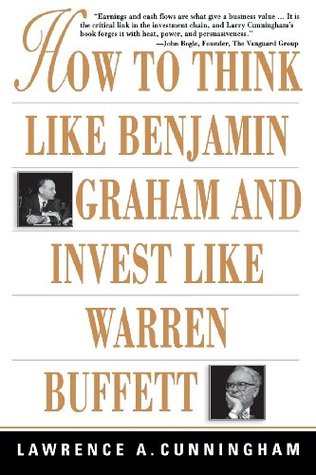 "Earnings and cash flows are what give a business value ... It is
the critical link in the investment chain, and Larry Cunningham's
book forges it with heat, power, and persuasiveness."
—John Bogle, Founder, The Vanguard Group
HOW TO THINK
LIKE BENJAMIN
GRAHAM AND
INVEST LIKE
WARREN
BUFFETT
LAWRENCE A. CUNNINGHAM